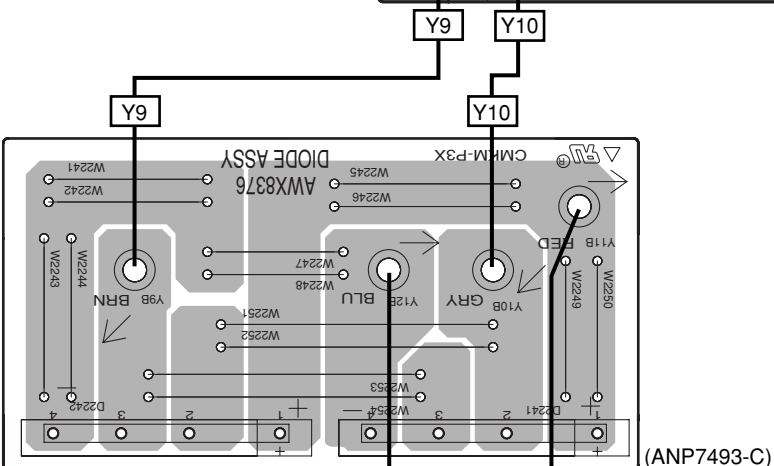 Y9 Y10
Y9 Y10
DIODE ASSY
AWX8376
CMKM-P3X
W2241
W2242
W2245
W2246
RED Y11B
W2243
W2244
BRN Y9B
W2247
W2248
BLU Y12B
GRY Y10B
W2249
W2250
W2251
W2252
W2253
W2254
D2242
D2241
4 3 2 1 + − 4 3 2 1 +
+ +
(ANP7493-C)